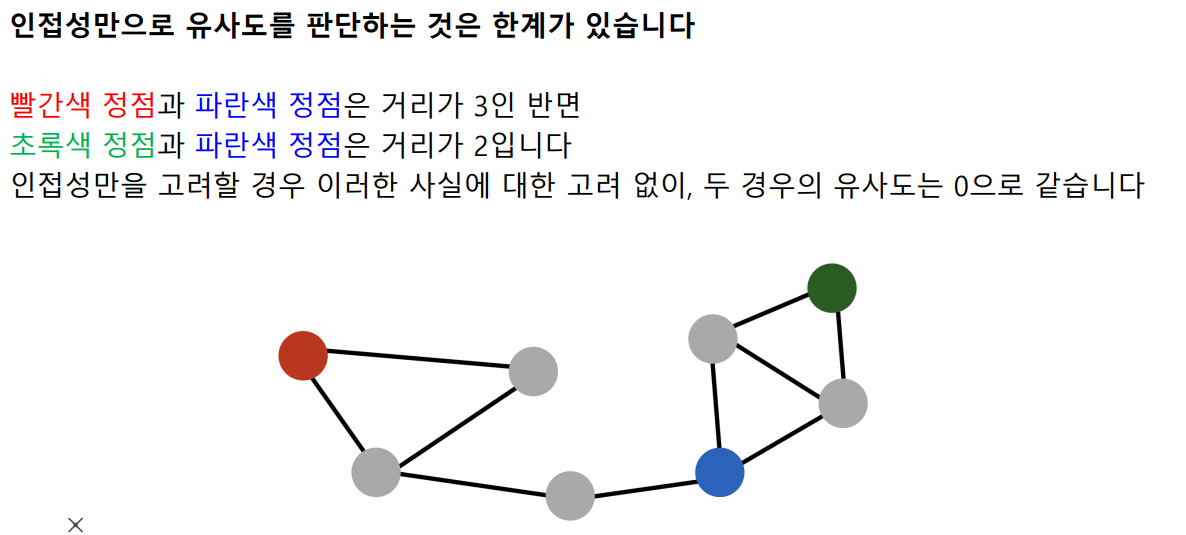 인접성만으로 유사도를 판단하는 것은 한계가 있습니다
빨간색 정점과 파란색 정점은 거리가 3인 반면
초록색 정점과 파란색 정점은 거리가 2입니다
인접성만을 고려할 경우 이러한 사실에 대한 고려 없이, 두 경우의 유사도는 0으로 같습니다